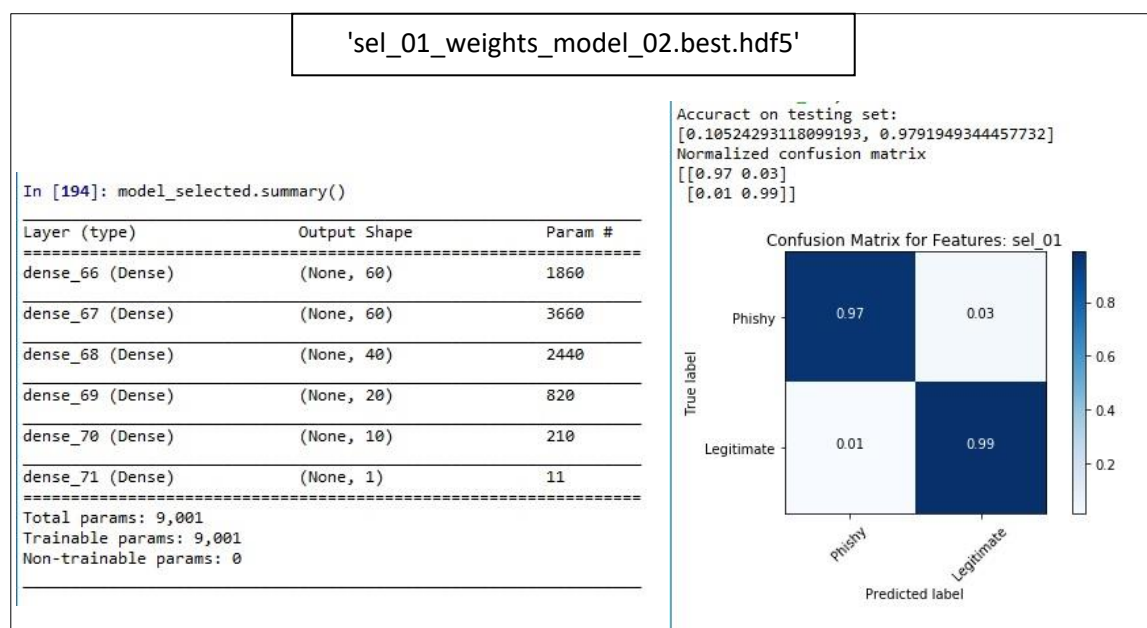 'sel_01_weights_model_02.best.hdf5'
In [194]: model_selected.summary()
Layer (type) Output Shape Param #
dense_66 (Dense) (None, 60) 1860
dense_67 (Dense) (None, 60) 3660
dense_68 (Dense) (None, 40) 2440
dense_69 (Dense) (None, 20) 820
dense_70 (Dense) (None, 10) 210
dense_71 (Dense) (None, 1) 11
Total params: 9,001
Trainable params: 9,001
Non-trainable params: 0
Accuract on testing set:
[0.10524293118099193, 0.9791949344457732]
Normalized confusion matrix
[[0.97 0.03]
[0.01 0.99]]
Confusion Matrix for Features: sel_01
True label
Phishy 0.97 0.03
Legitimate 0.01 0.99
0.8
0.6
0.4
0.2
Phishy Legitimate
Predicted label